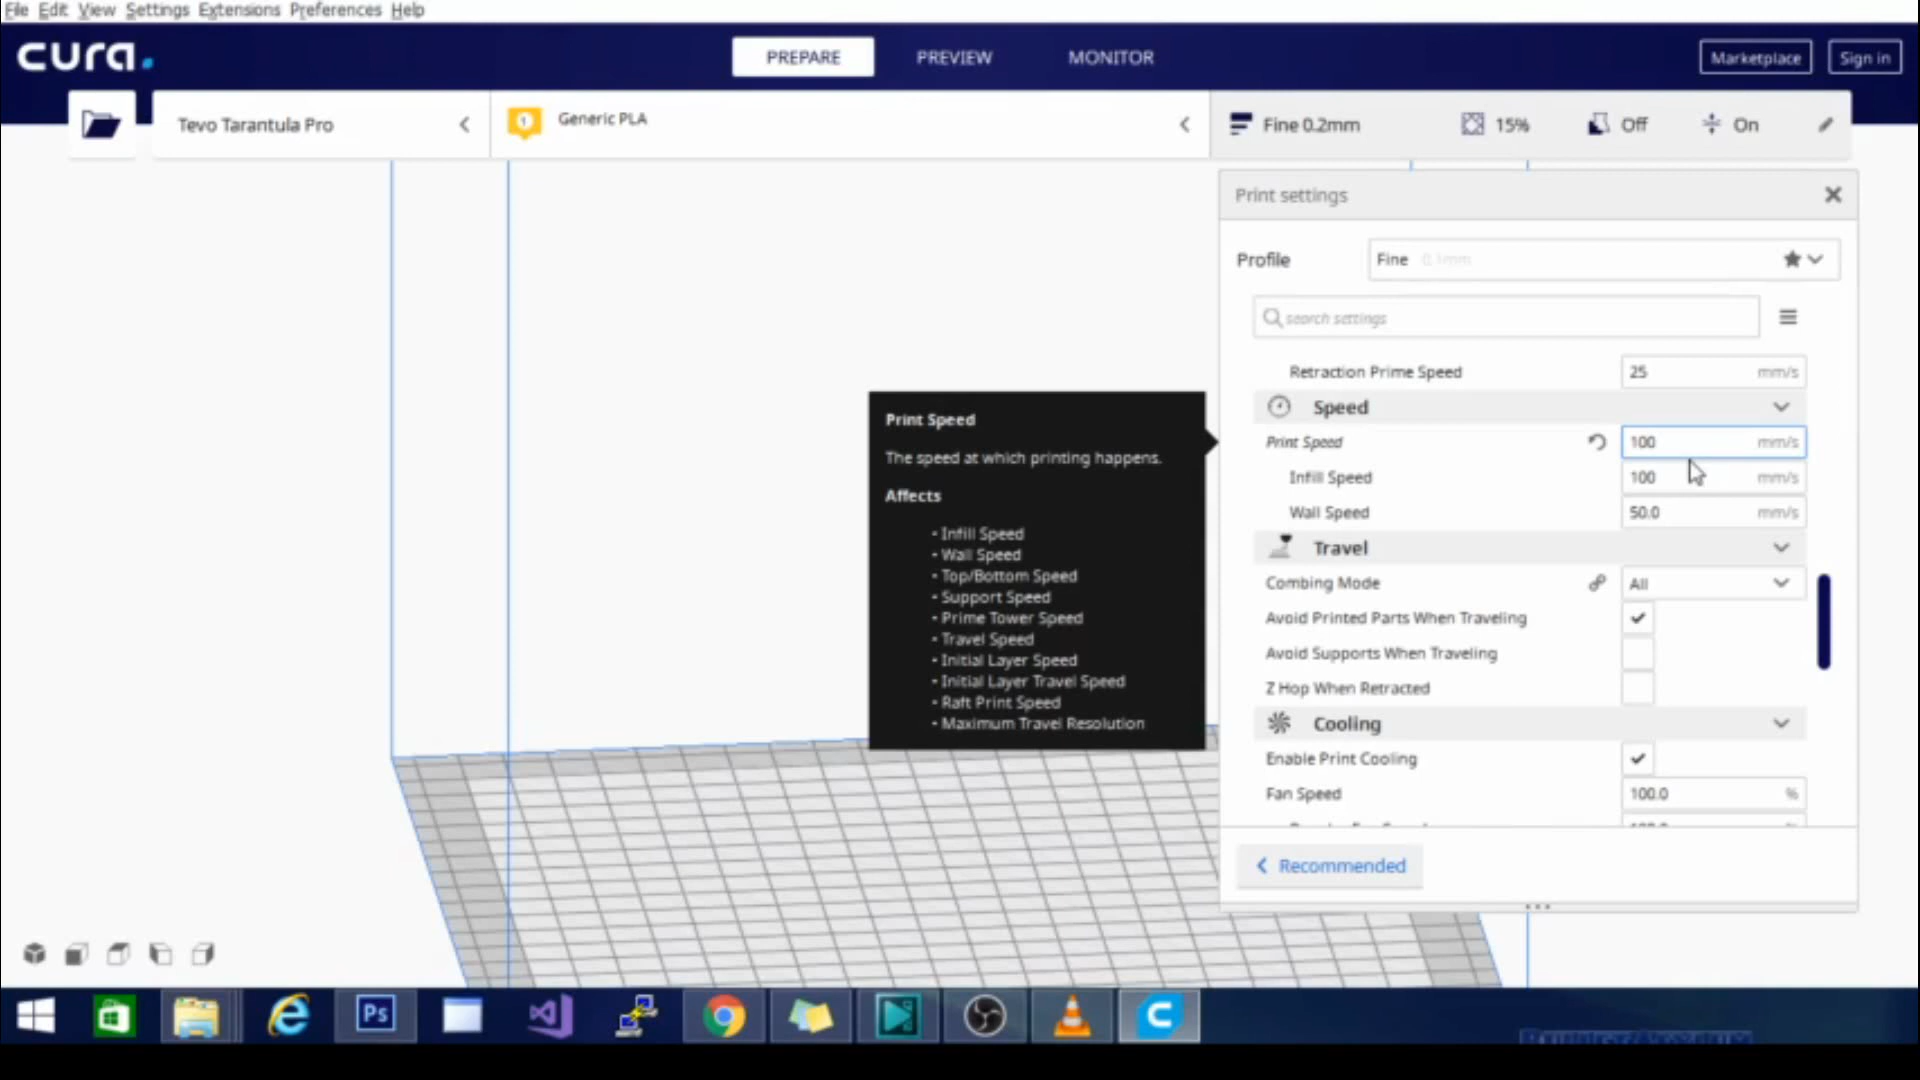 File Edit View Settings Extensions Preferences Help
cura.
PREPARE
PREVIEW
MONITOR
Marketplace
Sign in
Tevo Tarantula Pro
1
Generic PLA
Fine 0.2mm
15%
Off
On
Print settings
Profile
Fine 0.1mm
search settings
Retraction Prime Speed 25 mm/s
Speed
Print Speed 100 mm/s
Infill Speed 100 mm/s
Wall Speed 50.0 mm/s
Travel
Combing Mode All
Avoid Printed Parts When Traveling
Avoid Supports When Traveling
Z Hop When Retracted
Cooling
Enable Print Cooling
Fan Speed 100.0 %
Recommended
Print Speed
The speed at which printing happens.
Affects
• Infill Speed
• Wall Speed
• Top/Bottom Speed
• Support Speed
• Prime Tower Speed
• Travel Speed
• Initial Layer Speed
• Initial Layer Travel Speed
• Raft Print Speed
• Maximum Travel Resolution
Ps